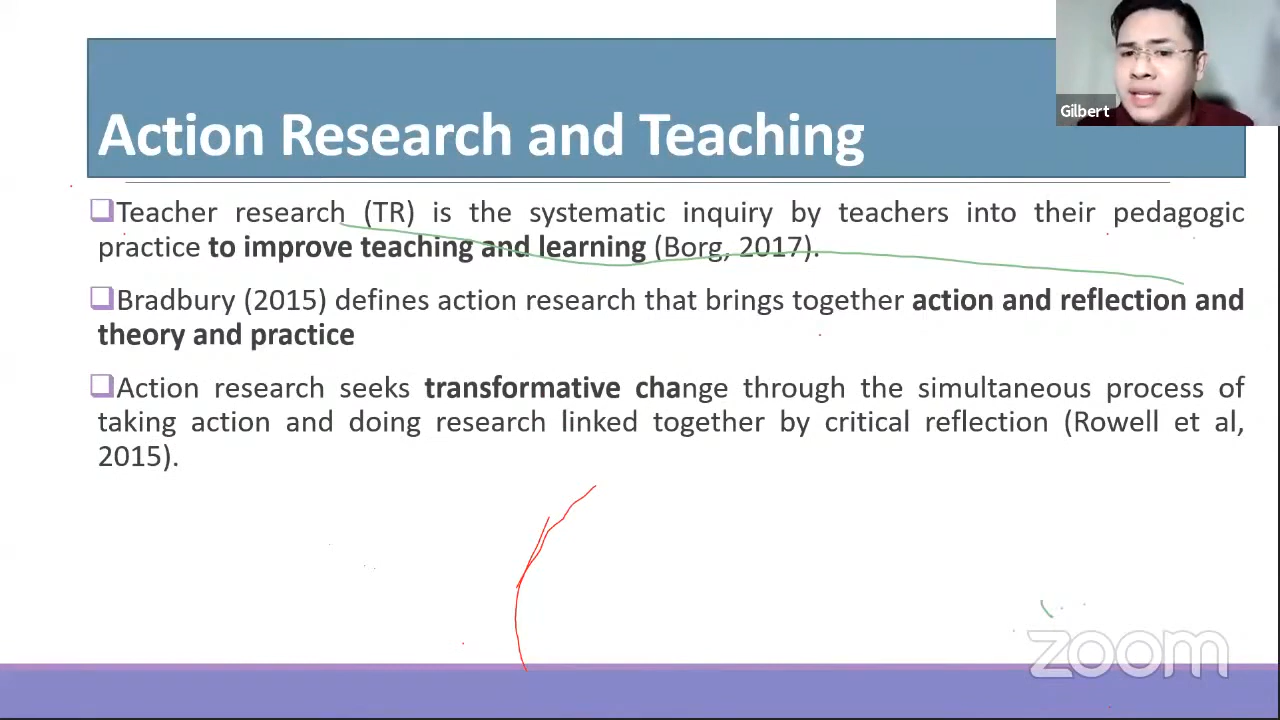 Gilbert
Action Research and Teaching
Teacher research (TR) is the systematic inquiry by teachers into their pedagogic
practice to improve teaching and learning (Borg, 2017).
Bradbury (2015) defines action research that brings together action and reflection and
theory and practice
Action research seeks transformative change through the simultaneous process of
taking action and doing research linked together by critical reflection (Rowell et al,
2015).
zoom